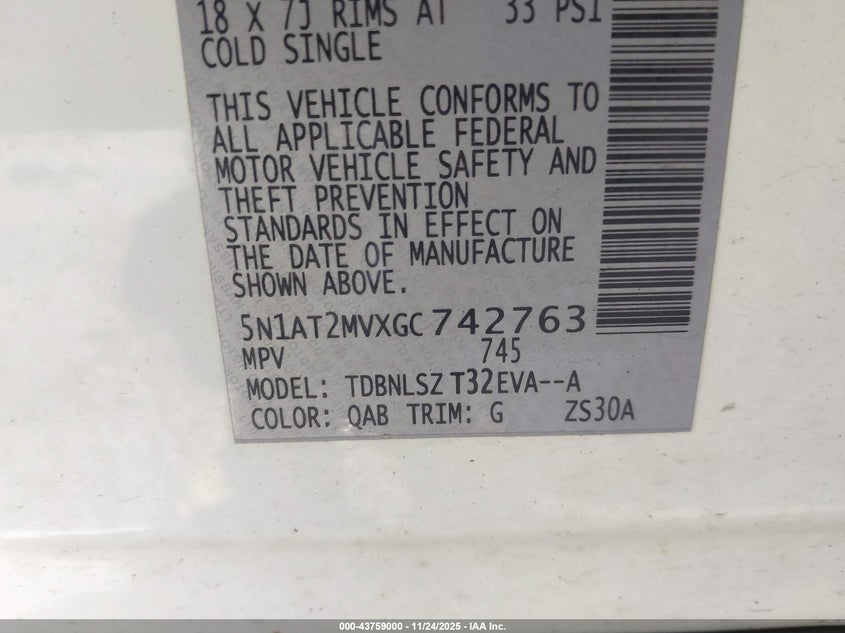 18 X 7J RIMS AT 33 PSI
COLD SINGLE
THIS VEHICLE CONFORMS TO
ALL APPLICABLE FEDERAL
MOTOR VEHICLE SAFETY AND
THEFT PREVENTION
STANDARDS IN EFFECT ON
THE DATE OF MANUFACTURE
SHOWN ABOVE.
5N1AT2MVXGC742763
MPV 745
MODEL: TDBNLSZ T32EVA--A
COLOR: QAB TRIM: G ZS30A
000-43759000 - 11/24/2025 - IAA Inc.